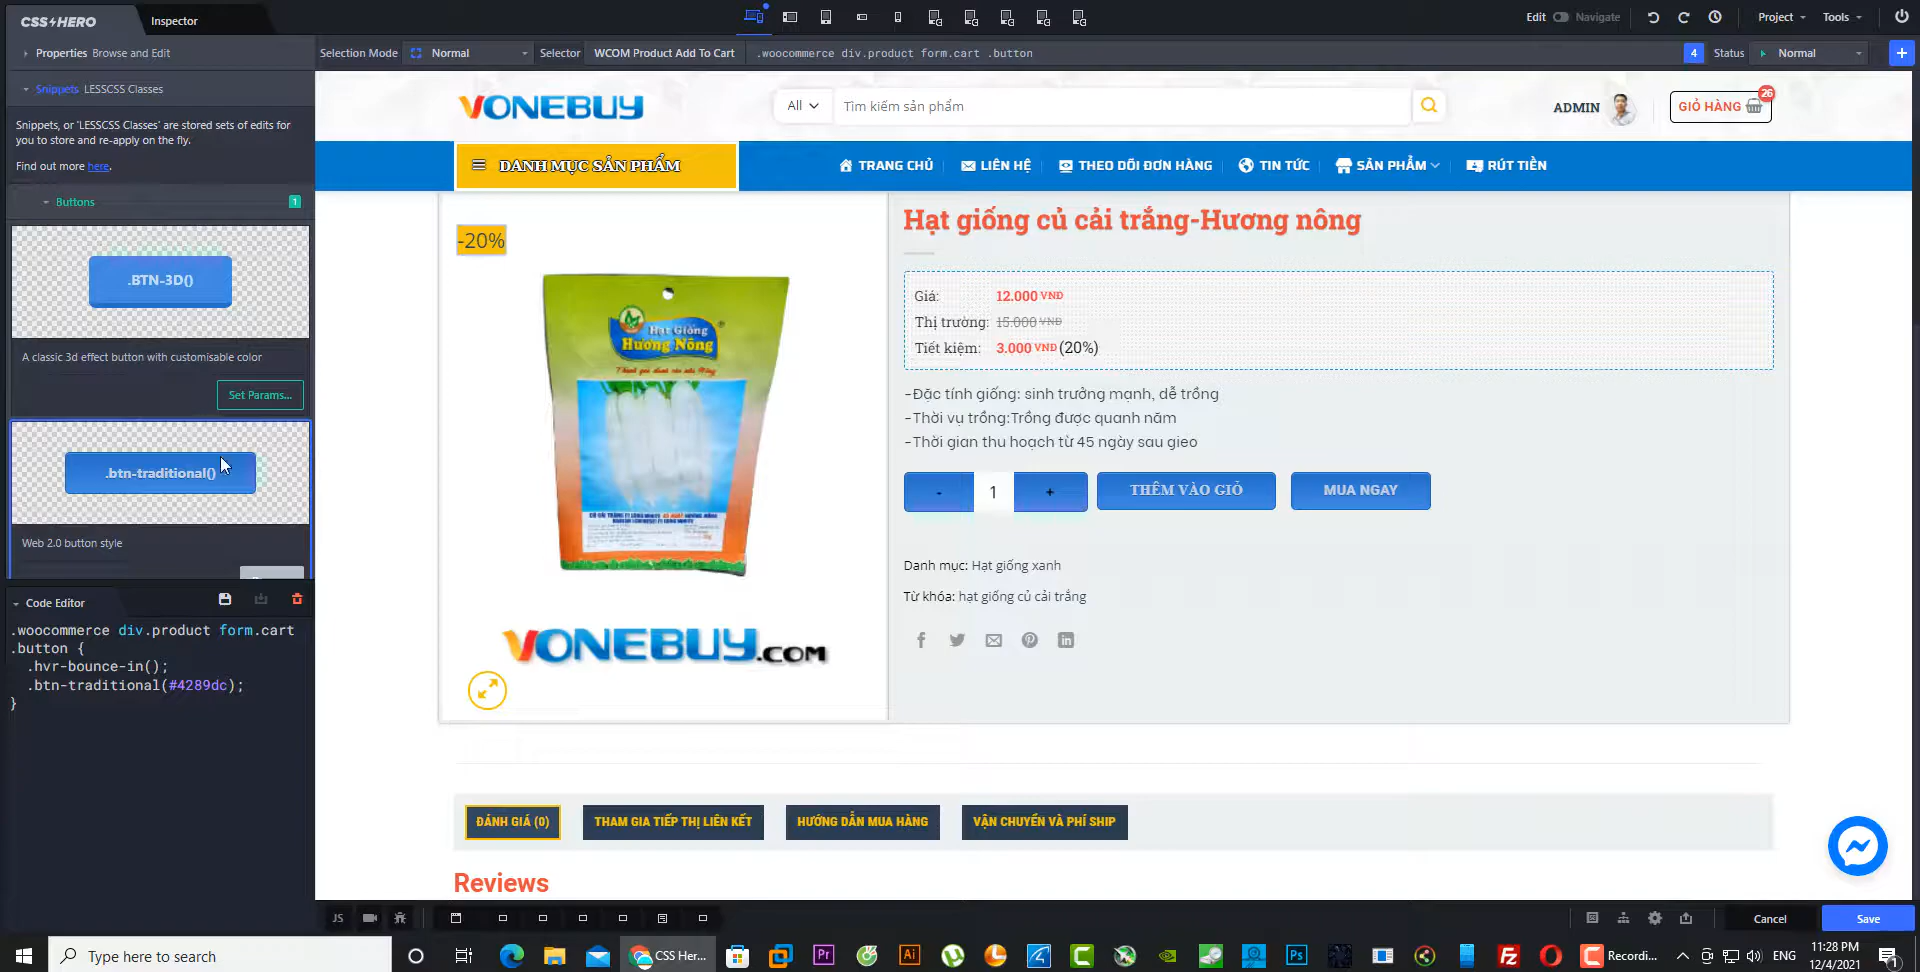 CSS HERO
Inspector
Edit
Navigate
Project
Tools
Properties Browse and Edit
Selection Mode
Normal
Selector
WCOM Product Add To Cart
.woocommerce div.product form.cart .button
4
Status
Normal
+
Snippets LESSCSS Classes
Snippets, or 'LESSCSS Classes' are stored sets of edits for
you to store and re-apply on the fly.
Find out more here.
Buttons
1
.BTN-3D()
A classic 3d effect button with customisable color
Set Params...
.btn-traditional()
Web 2.0 button style
Code Editor
.woocommerce div.product form.cart
.button {
.hvr-bounce-in();
.btn-traditional(#4289dc);
}
VONEBUY
All
Tìm kiếm sản phẩm
ADMIN
GIỎ HÀNG
26
DANH MỤC SẢN PHẨM
TRANG CHỦ
LIÊN HỆ
THEO DÕI ĐƠN HÀNG
TIN TỨC
SẢN PHẨM
RÚT TIỀN
-20%
Hạt Giống
Hương Nông
VONEBUY.COM
Hạt giống củ cải trắng-Hương nông
Giá: 12.000 VNĐ
Thị trường: 15.000 VNĐ
Tiết kiệm: 3.000 VNĐ (20%)
-Đặc tính giống: sinh trưởng mạnh, dễ trồng
-Thời vụ trồng:Trồng được quanh năm
-Thời gian thu hoạch từ 45 ngày sau gieo
-
1
+
THÊM VÀO GIỎ
MUA NGAY
Danh mục: Hạt giống xanh
Từ khóa: hạt giống củ cải trắng
ĐÁNH GIÁ (0)
THAM GIA TIẾP THỊ LIÊN KẾT
HƯỚNG DẪN MUA HÀNG
VẬN CHUYỂN VÀ PHÍ SHIP
Reviews
JS
Cancel
Save
Type here to search
CSS Her...
Pr
Ai
Ps
Fz
Recordi...
ENG
11:28 PM
12/4/2021
1